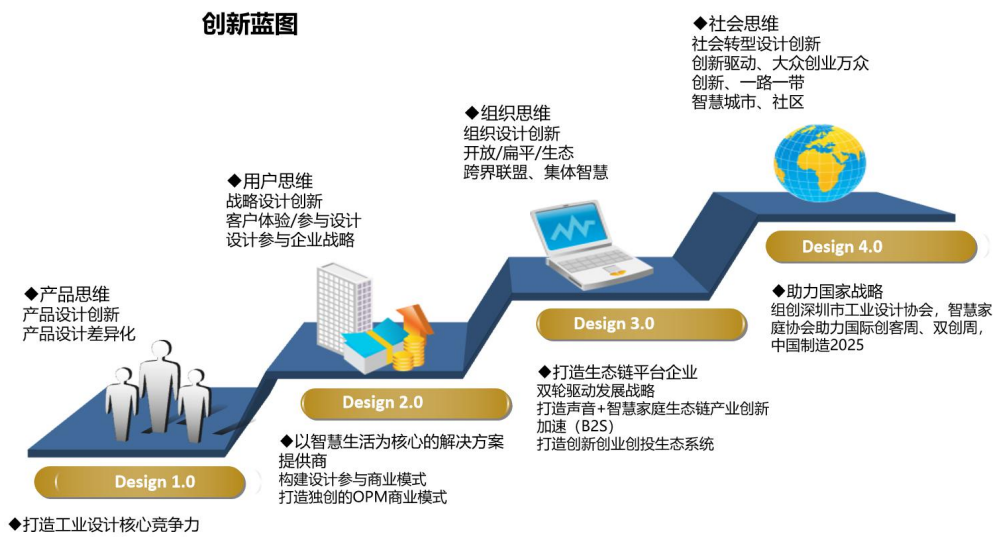 创新蓝图
◆社会思维
社会转型设计创新
创新驱动、大众创业万众
创新、一路一带
智慧城市、社区
◆组织思维
组织设计创新
开放/扁平/生态
跨界联盟、集体智慧
◆用户思维
战略设计创新
客户体验/参与设计
设计参与企业战略
◆产品思维
产品设计创新
产品设计差异化
Design 4.0
◆助力国家战略
组创深圳市工业设计协会，智慧家
庭协会助力国际创客周、双创周，
中国制造2025
Design 3.0
◆打造生态链平台企业
双轮驱动发展战略
打造声音+智慧家庭生态链产业创新
加速（B2S）
打造创新创业创投生态系统
Design 2.0
◆以智慧生活为核心的解决方案
提供商
构建设计参与商业模式
打造独创的OPM商业模式
Design 1.0
◆打造工业设计核心竞争力